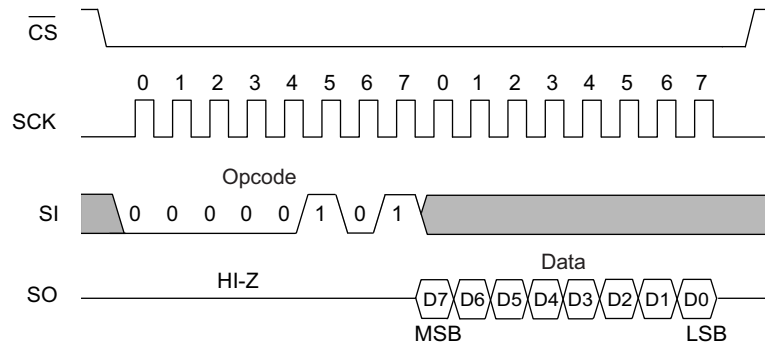 CS
0 1 2 3 4 5 6 7 0 1 2 3 4 5 6 7
SCK
Opcode
SI 0 0 0 0 0 1 0 1
Data
HI-Z
SO D7 D6 D5 D4 D3 D2 D1 D0
MSB LSB